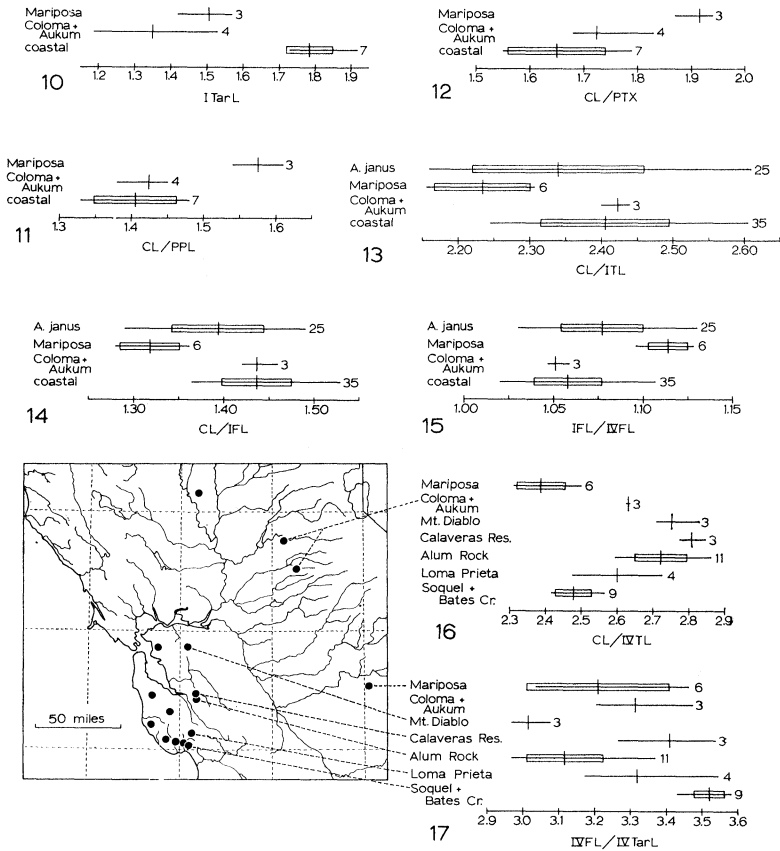 Mariposa 3
Coloma + Aukum 4
coastal 7
1.2 1.3 1.4 1.5 1.6 1.7 1.8 1.9
I TarL
10
Mariposa 3
Coloma + Aukum 4
coastal 7
1.5 1.6 1.7 1.8 1.9 2.0
CL/PTX
12
Mariposa 3
Coloma + Aukum 4
coastal 7
1.3 1.4 1.5 1.6
CL/PPL
11
A. janus 25
Mariposa 6
Coloma + Aukum 3
coastal 35
2.20 2.30 2.40 2.50 2.60
CL/ITL
13
A. janus 25
Mariposa 6
Coloma + Aukum 3
coastal 35
1.30 1.40 1.50
CL/IFL
14
A. janus 25
Mariposa 6
Coloma + Aukum 3
coastal 35
1.00 1.05 1.10 1.15
IFL/IVFL
15
50 miles
Mariposa 6
Coloma + Aukum 3
Mt. Diablo 3
Calaveras Res. 3
Alum Rock 11
Loma Prieta 4
Soquel + Bates Cr. 9
2.3 2.4 2.5 2.6 2.7 2.8 2.9
CL/IVTL
16
Mariposa 6
Coloma + Aukum 3
Mt. Diablo 3
Calaveras Res. 3
Alum Rock 11
Loma Prieta 4
Soquel + Bates Cr. 9
2.9 3.0 3.1 3.2 3.3 3.4 3.5 3.6
IVFL/IVTarL
17